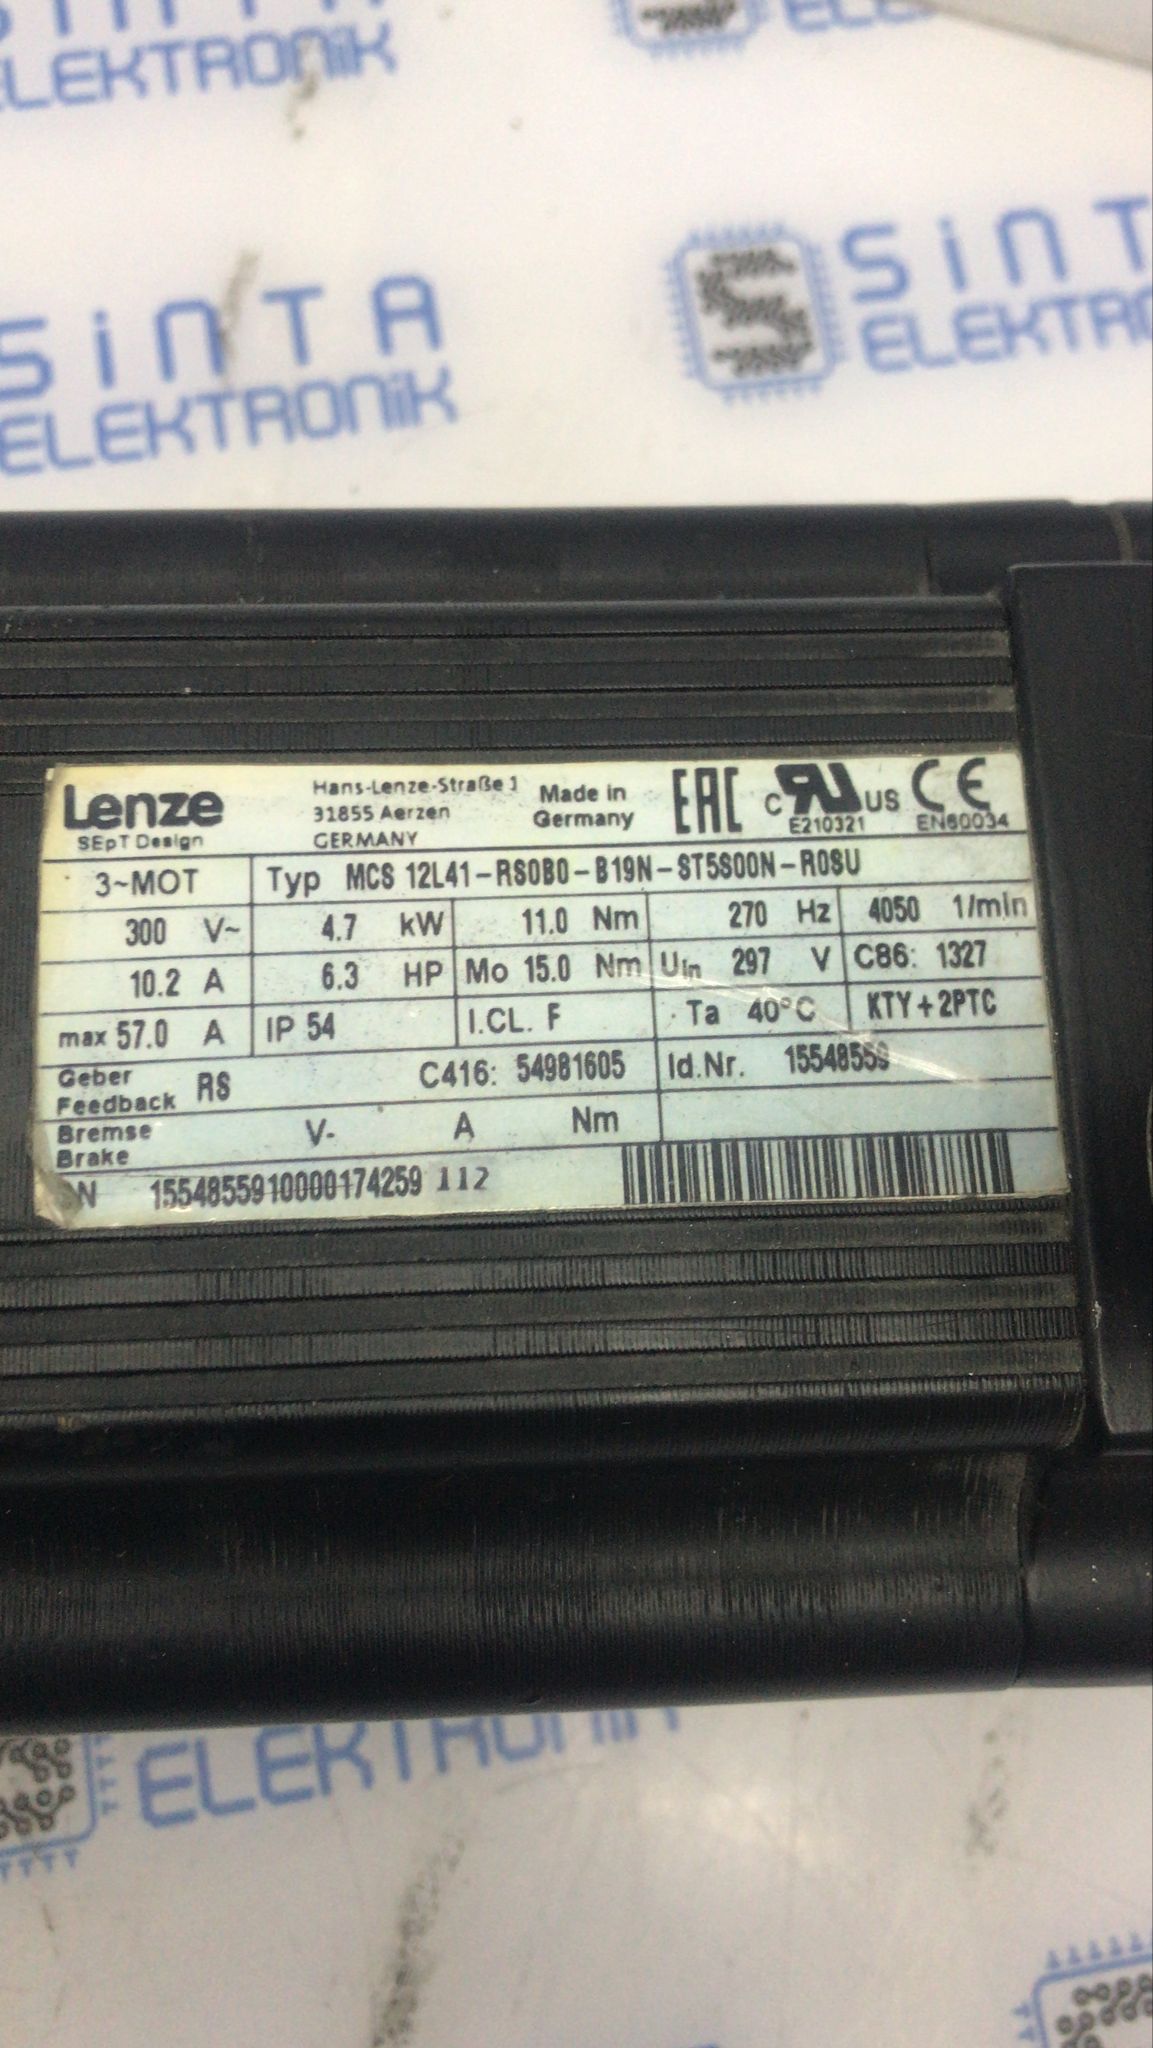 ELEKTRONiK
SiNTA
ELEKTRONiK
SiNT
ELEKTR
Lenze
SEpT Design
Hans-Lenze-Straße 1
31855 Aerzen
GERMANY
Made in
Germany
EAC
C US
E210321
CE
EN60034
3~MOT Typ MCS 12L41-RS0B0-B19N-ST5S00N-R0SU
300 V~ 4.7 kW 11.0 Nm 270 Hz 4050 1/min
10.2 A 6.3 HP Mo 15.0 Nm Uin 297 V C86: 1327
max 57.0 A IP 54 I.CL. F Ta 40°C KTY+2PTC
Geber
Feedback RS C416: 54981605 Id.Nr. 15548559
Bremse
Brake V- A Nm
N 1554855910000174259 112
ELEKTRONiK